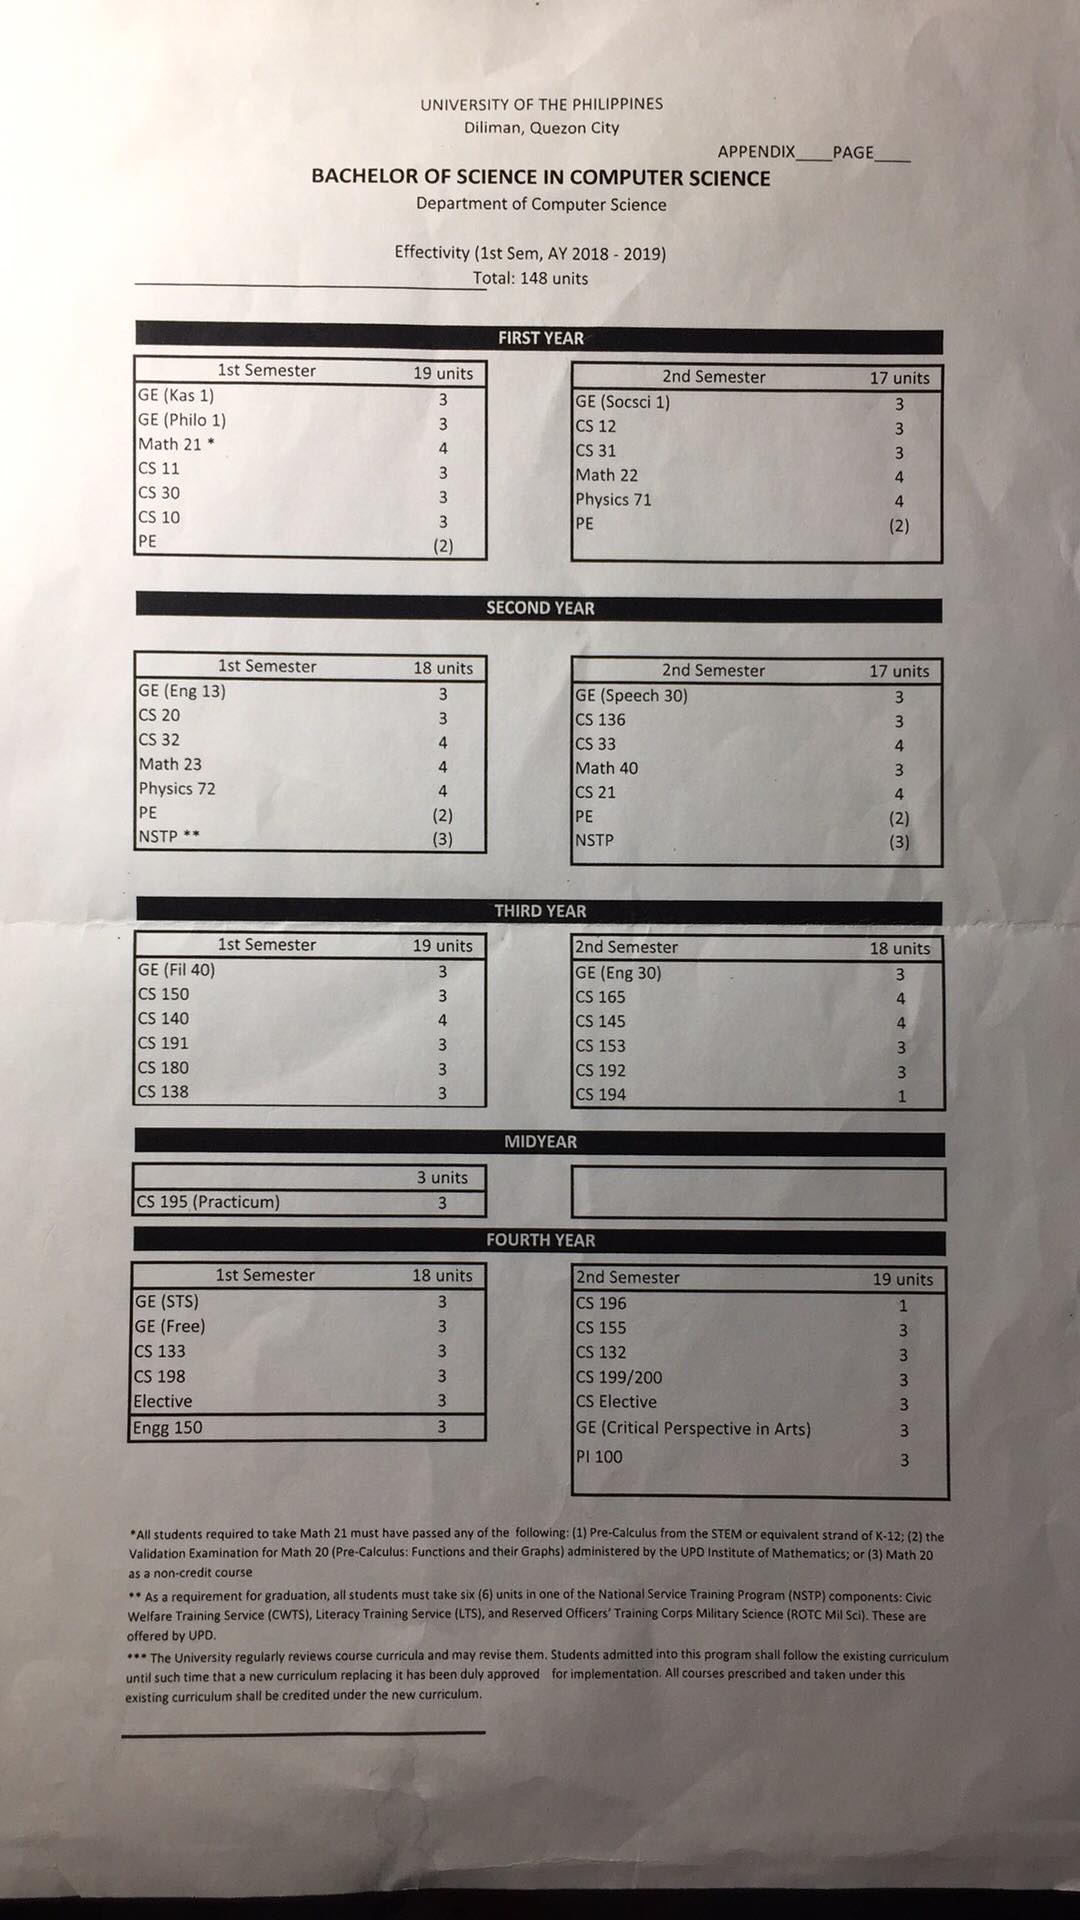 UNIVERSITY OF THE PHILIPPINES
Diliman, Quezon City
APPENDIX____PAGE____
BACHELOR OF SCIENCE IN COMPUTER SCIENCE
Department of Computer Science
Effectivity (1st Sem, AY 2018 - 2019)
Total: 148 units
FIRST YEAR
1st Semester 19 units
GE (Kas 1) 3
GE (Philo 1) 3
Math 21 * 4
CS 11 3
CS 30 3
CS 10 3
PE (2)
2nd Semester 17 units
GE (Socsci 1) 3
CS 12 3
CS 31 3
Math 22 4
Physics 71 4
PE (2)
SECOND YEAR
1st Semester 18 units
GE (Eng 13) 3
CS 20 3
CS 32 4
Math 23 4
Physics 72 4
PE (2)
NSTP ** (3)
2nd Semester 17 units
GE (Speech 30) 3
CS 136 3
CS 33 4
Math 40 3
CS 21 4
PE (2)
NSTP (3)
THIRD YEAR
1st Semester 19 units
GE (Fil 40) 3
CS 150 3
CS 140 4
CS 191 3
CS 180 3
CS 138 3
2nd Semester 18 units
GE (Eng 30) 3
CS 165 4
CS 145 4
CS 153 3
CS 192 3
CS 194 1
MIDYEAR
3 units
CS 195 (Practicum) 3
FOURTH YEAR
1st Semester 18 units
GE (STS) 3
GE (Free) 3
CS 133 3
CS 198 3
Elective 3
Engg 150 3
2nd Semester 19 units
CS 196 1
CS 155 3
CS 132 3
CS 199/200 3
CS Elective 3
GE (Critical Perspective in Arts) 3
PI 100 3
*All students required to take Math 21 must have passed any of the following: (1) Pre-Calculus from the STEM or equivalent strand of K-12; (2) the
Validation Examination for Math 20 (Pre-Calculus: Functions and their Graphs) administered by the UPD Institute of Mathematics; or (3) Math 20
as a non-credit course
** As a requirement for graduation, all students must take six (6) units in one of the National Service Training Program (NSTP) components: Civic
Welfare Training Service (CWTS), Literacy Training Service (LTS), and Reserved Officers' Training Corps Military Science (ROTC Mil Sci). These are
offered by UPD.
*** The University regularly reviews course curricula and may revise them. Students admitted into this program shall follow the existing curriculum
until such time that a new curriculum replacing it has been duly approved for implementation. All courses prescribed and taken under this
existing curriculum shall be credited under the new curriculum.